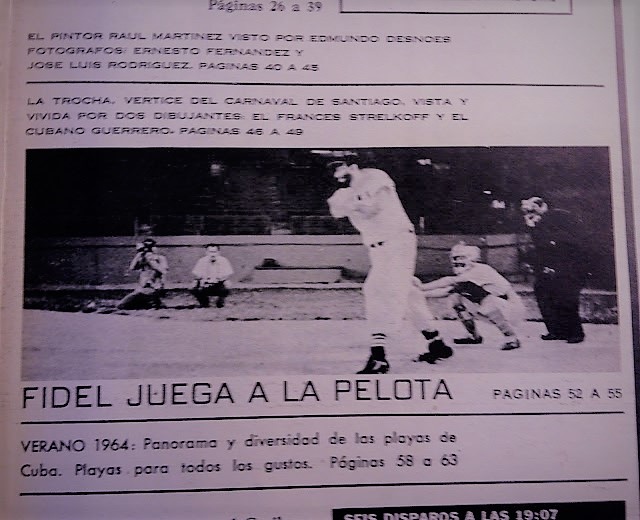 Páginas 26 a 39
EL PINTOR RAUL MARTINEZ VISTO POR EDMUNDO DESNOES
FOTOGRAFOS: ERNESTO FERNANDEZ Y
JOSE LUIS RODRIGUEZ. PAGINAS 40 A 45
LA TROCHA, VERTICE DEL CARNAVAL DE SANTIAGO, VISTA Y
VIVIDA POR DOS DIBUJANTES: EL FRANCES STRELKOFF Y EL
CUBANO GUERRERO. PAGINAS 46 A 49
FIDEL JUEGA A LA PELOTA PAGINAS 52 A 55
VERANO 1964: Panorama y diversidad de las playas de
Cuba. Playas para todos los gustos. Páginas 58 a 63
SEIS DISPAROS A LAS 19:07